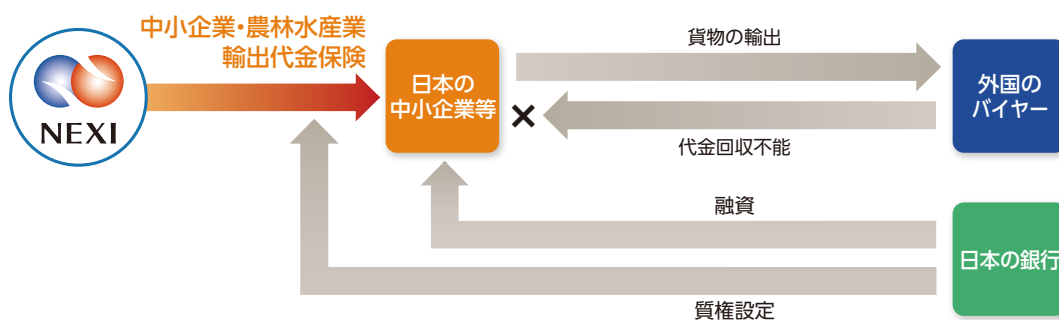 中小企業・農林水産業
輸出代金保険
NEXI
日本の
中小企業等
貨物の輸出
×
代金回収不能
外国の
バイヤー
融資
日本の銀行
質権設定